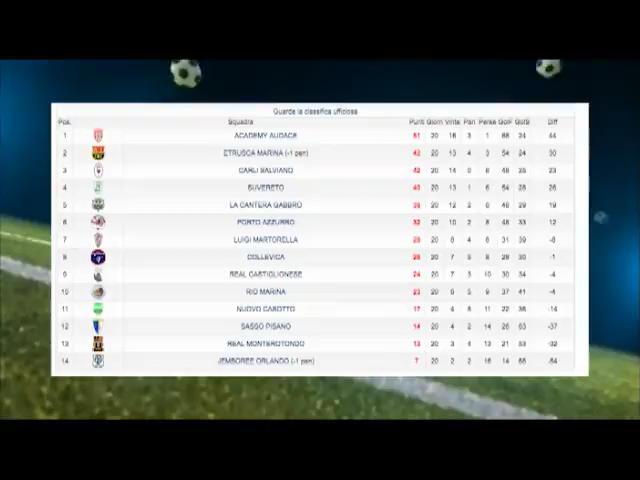 Guarda la classifica ufficiosa
Pos. Squadra Punti Giorn Vinte Pari Perse GolF GolS Diff
1 ACADEMY AUDACE 51 20 16 3 1 68 24 44
2 ETRUSCA MARINA (-1 pen) 42 20 13 4 3 54 24 30
3 CARLI SALVIANO 42 20 14 0 6 48 25 23
4 SUVERETO 40 20 13 1 6 54 28 26
5 LA CANTERA GABBRO 38 20 12 2 6 48 29 19
6 PORTO AZZURRO 32 20 10 2 8 45 33 12
7 LUIGI MARTORELLA 28 20 8 4 8 31 39 -8
8 COLLEVICA 26 20 7 5 8 29 30 -1
9 REAL CASTIGLIONESE 24 20 7 3 10 30 34 -4
10 RIO MARINA 23 20 6 5 9 37 41 -4
11 NUOVO CASOTTO 17 20 4 5 11 22 36 -14
12 SASSO PISANO 14 20 4 2 14 26 63 -37
13 REAL MONTEROTONDO 13 20 3 4 13 21 53 -32
14 JEMBOREE ORLANDO (-1 pen) 7 20 2 2 16 14 68 -54